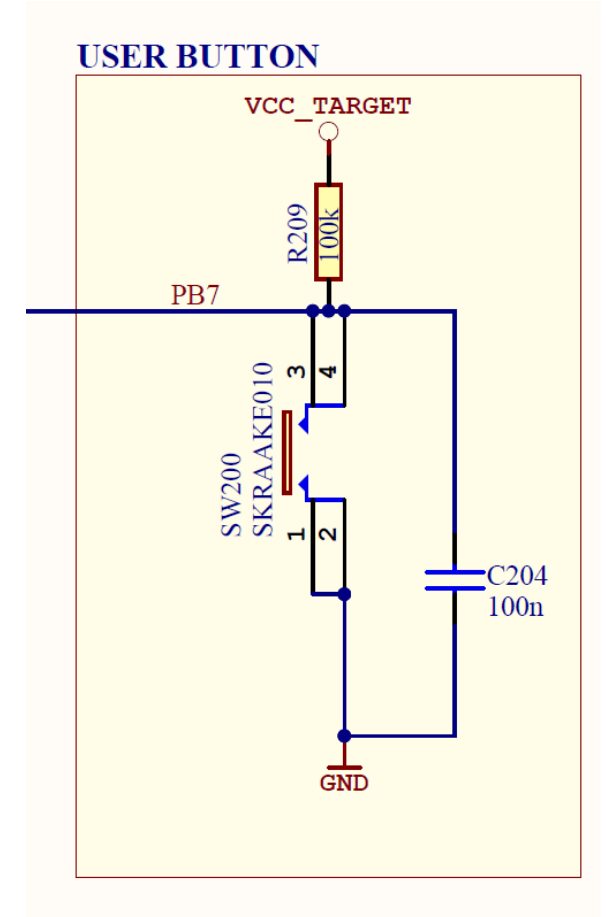 USER BUTTON
VCC_TARGET
R209
100k
PB7
3
4
SW200
SKRAAKE010
1
2
C204
100n
GND